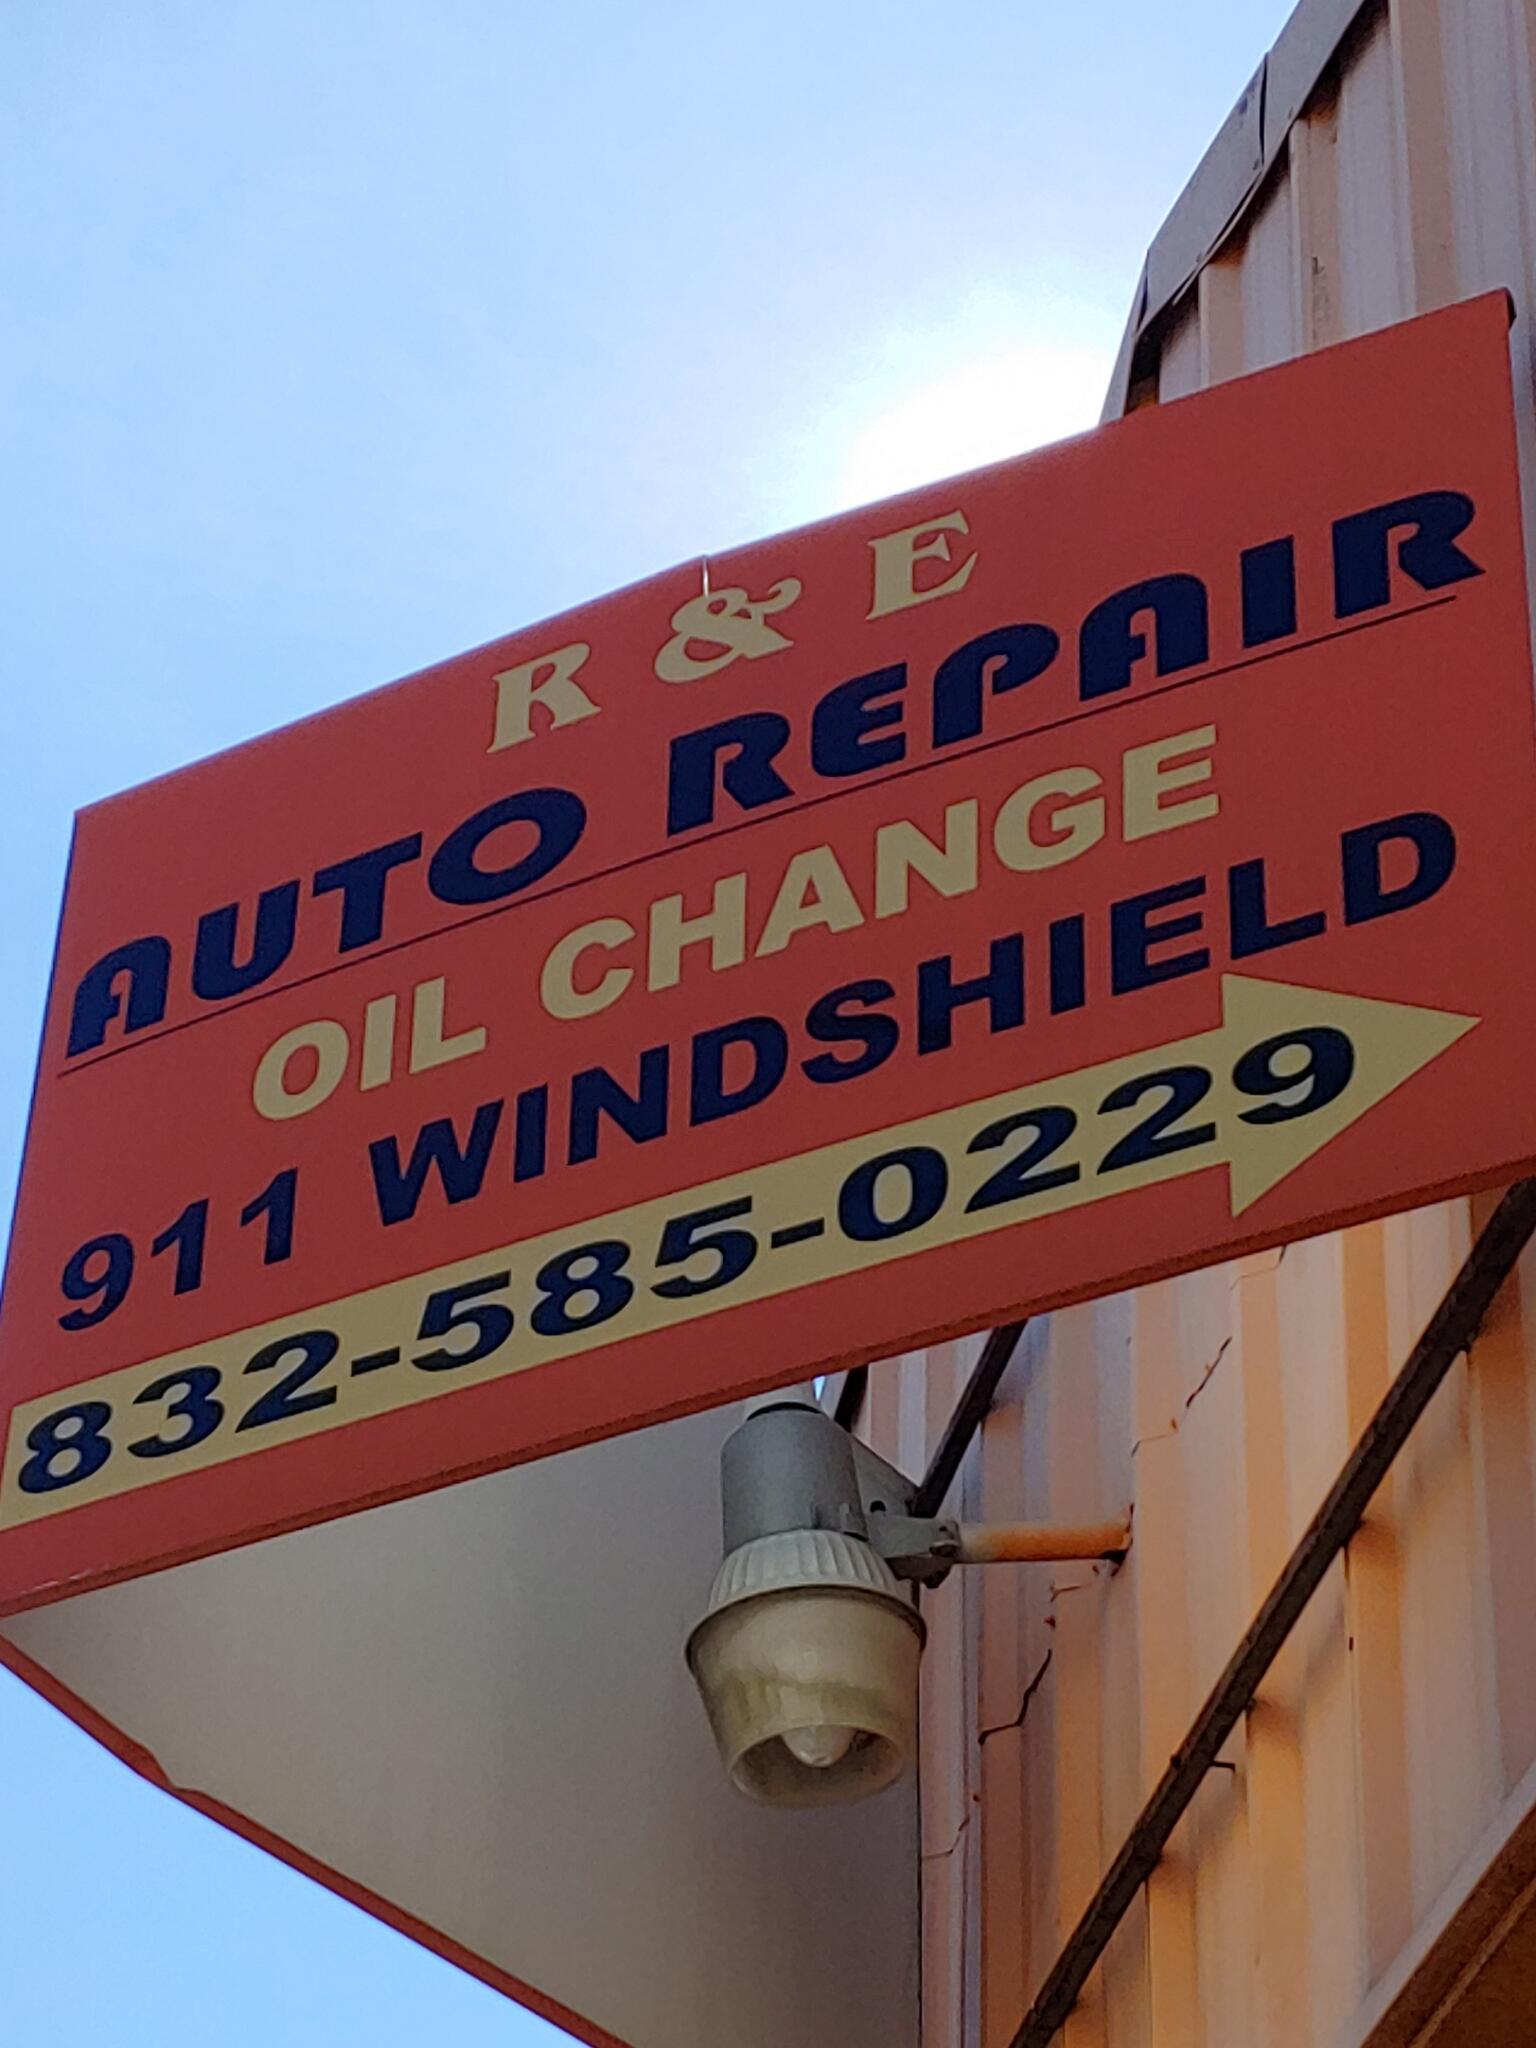 R & E
AUTO REPAIR
OIL CHANGE
911 WINDSHIELD
832-585-0229